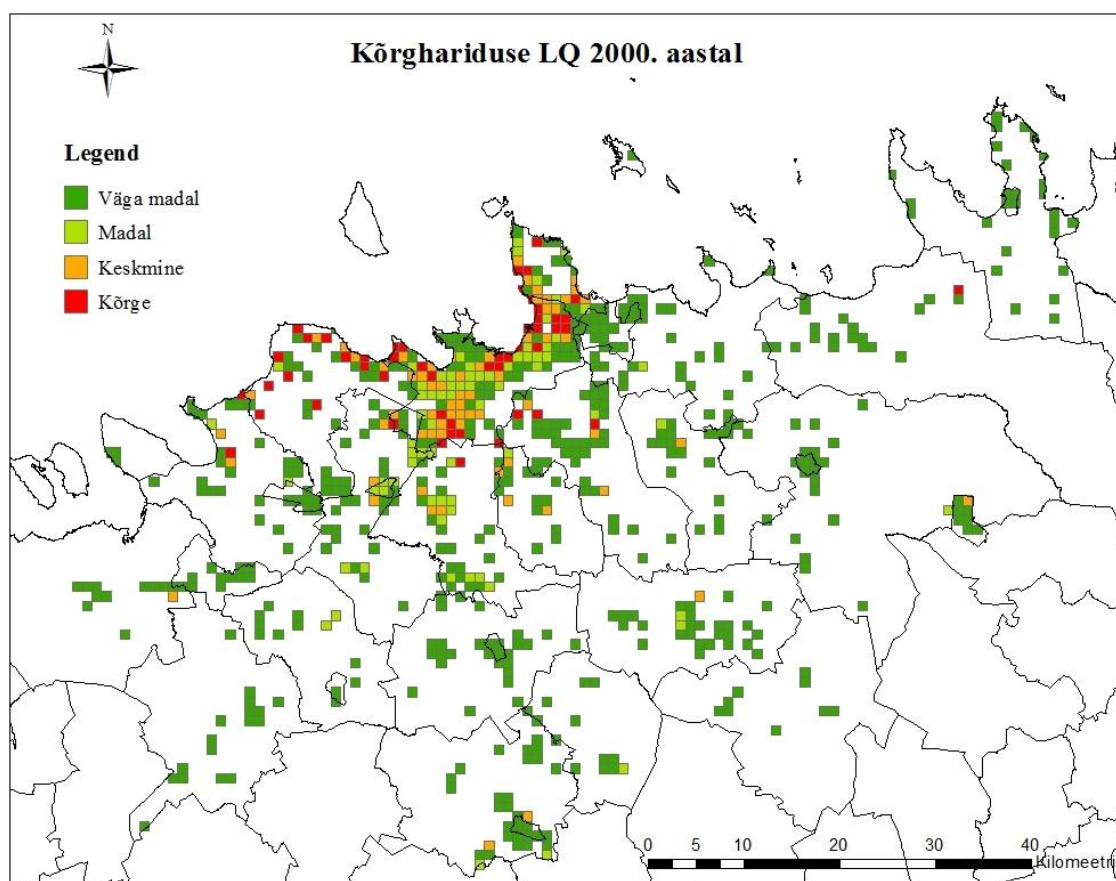 N
Kõrghariduse LQ 2000. aastal
Legend
Väga madal
Madal
Keskmine
Kõrge
0 5 10 20 30 40
Kilomeetri